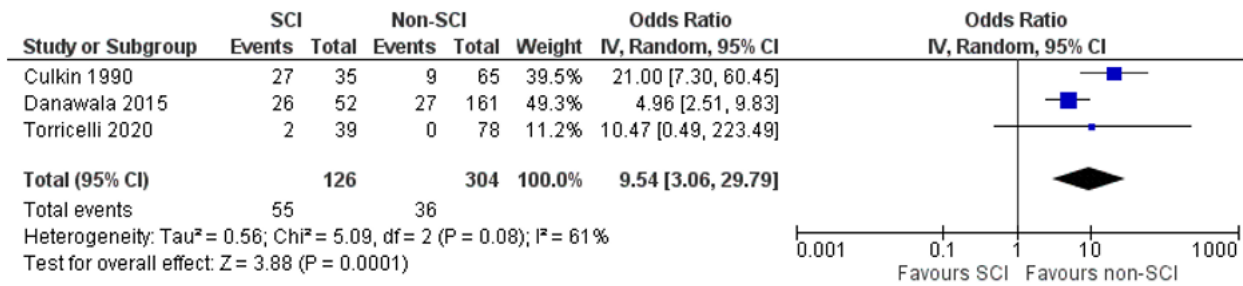 SCI Non-SCI Odds Ratio Odds Ratio
Study or Subgroup Events Total Events Total Weight IV, Random, 95% CI IV, Random, 95% CI
Culkin 1990 27 35 9 65 39.5% 21.00 [7.30, 60.45]
Danawala 2015 26 52 27 161 49.3% 4.96 [2.51, 9.83]
Torricelli 2020 2 39 0 78 11.2% 10.47 [0.49, 223.49]
Total (95% CI) 126 304 100.0% 9.54 [3.06, 29.79]
Total events 55 36
Heterogeneity: Tau² = 0.56; Chi² = 5.09, df = 2 (P = 0.08); I² = 61%
Test for overall effect: Z = 3.88 (P = 0.0001)
0.001 0.1 1 10 1000
Favours SCI Favours non-SCI